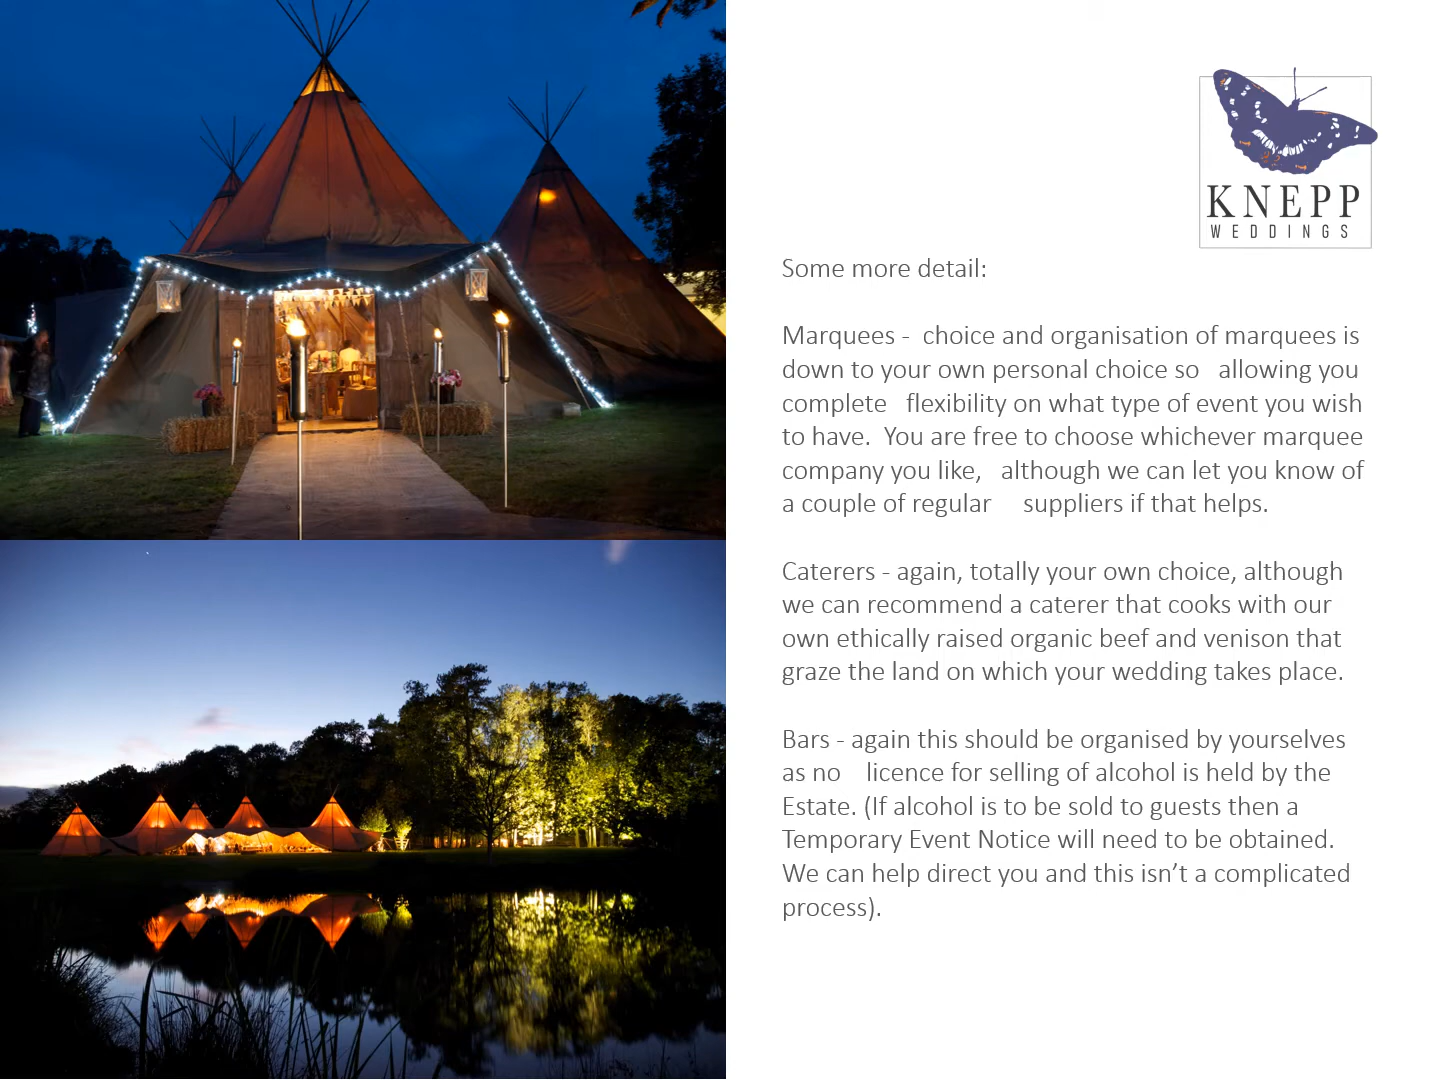 KNEPP
WEDDINGS
Some more detail:
Marquees -  choice and organisation of marquees is
down to your own personal choice so   allowing you
complete   flexibility on what type of event you wish
to have.  You are free to choose whichever marquee
company you like,   although we can let you know of
a couple of regular     suppliers if that helps.
Caterers - again, totally your own choice, although
we can recommend a caterer that cooks with our
own ethically raised organic beef and venison that
graze the land on which your wedding takes place.
Bars - again this should be organised by yourselves
as no    licence for selling of alcohol is held by the
Estate. (If alcohol is to be sold to guests then a
Temporary Event Notice will need to be obtained.
We can help direct you and this isn’t a complicated
process).